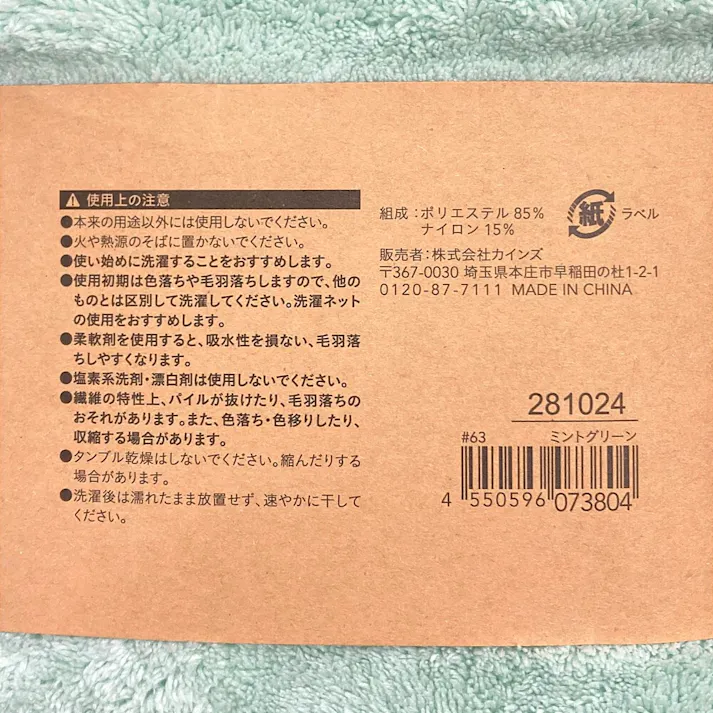 ⚠ 使用上の注意
●本来の用途以外には使用しないでください。
●火や熱源のそばに置かないでください。
●使い始めに洗濯することをおすすめします。
●使用初期は色落ちや毛羽落ちしますので、他の
ものとは区別して洗濯してください。洗濯ネット
の使用をおすすめします。
●柔軟剤を使用すると、吸水性を損ない、毛羽落
ちしやすくなります。
●塩素系洗剤・漂白剤は使用しないでください。
●繊維の特性上、パイルが抜けたり、毛羽落ちの
おそれがあります。また、色落ち・色移りしたり、
収縮する場合があります。
●タンブル乾燥はしないでください。縮んだりする
場合があります。
●洗濯後は濡れたまま放置せず、速やかに干して
ください。
組成：ポリエステル 85%
ナイロン 15%
紙 ラベル
販売者：株式会社カインズ
〒367-0030 埼玉県本庄市早稲田の杜1-2-1
0120-87-7111 MADE IN CHINA
281024
#63 ミントグリーン
4 550596 073804